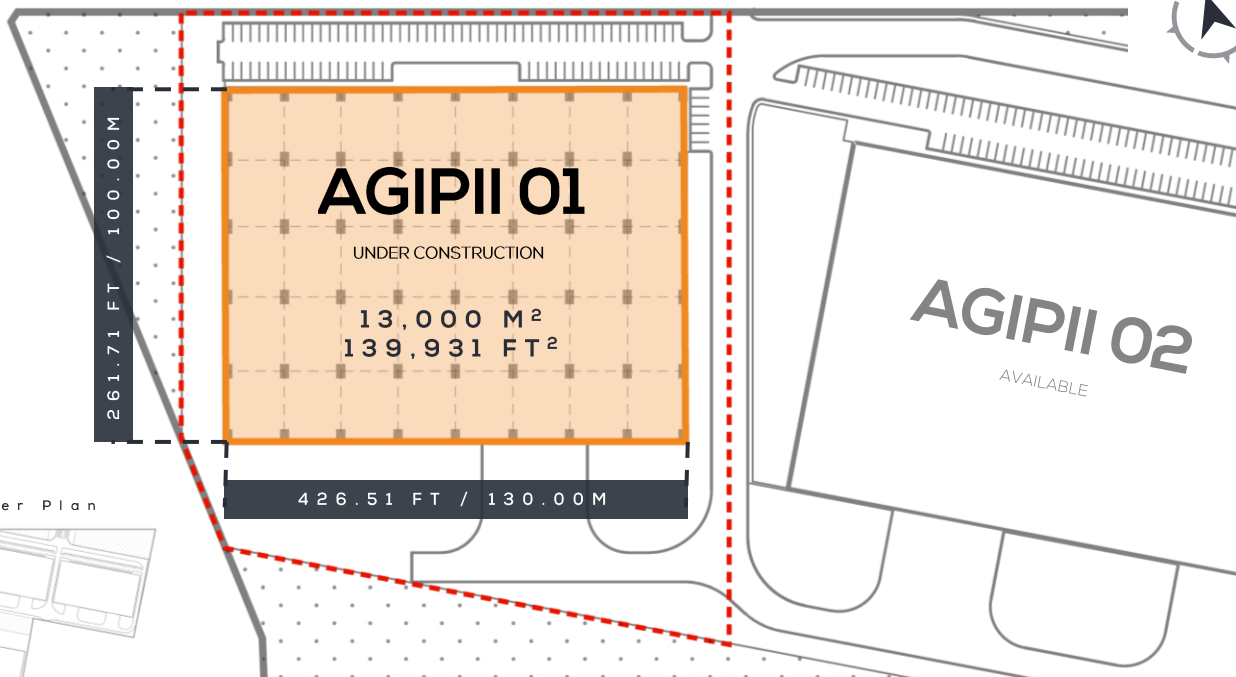 261.71 FT / 100.00M
AGIPII 01
UNDER CONSTRUCTION
13,000 M²
139,931 FT²
426.51 FT / 130.00M
AGIPII 02
AVAILABLE
er Plan